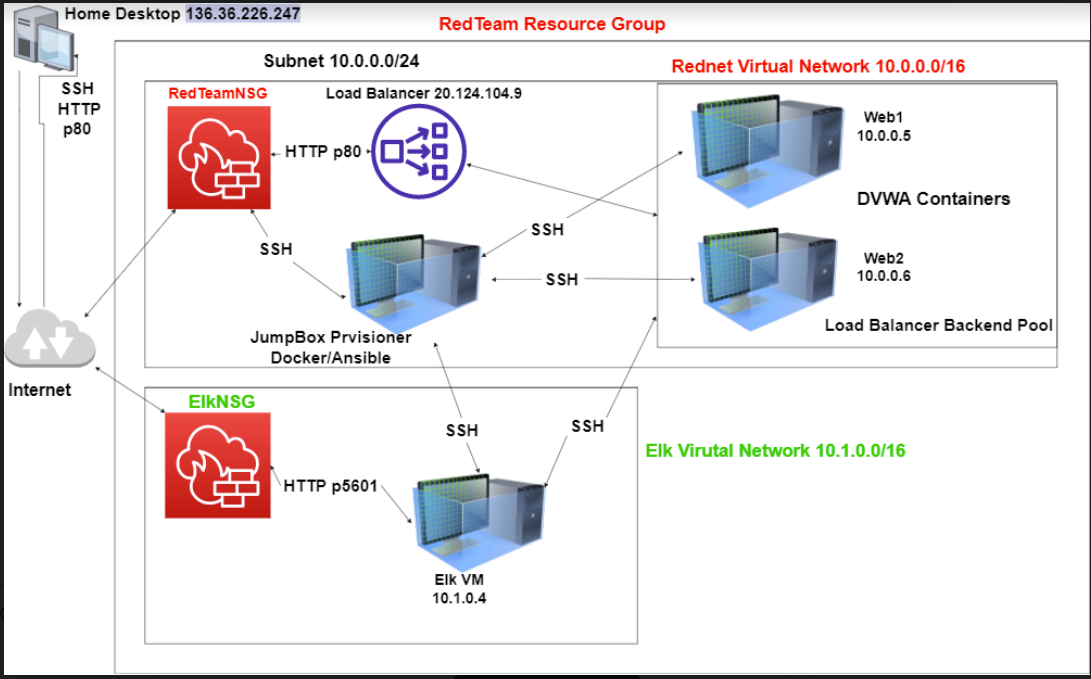 Home Desktop 136.36.226.247
RedTeam Resource Group
Subnet 10.0.0.0/24
Rednet Virtual Network 10.0.0.0/16
SSH
HTTP
p80
RedTeamNSG
Load Balancer 20.124.104.9
HTTP p80
Web1
10.0.0.5
DVWA Containers
SSH
SSH
SSH
Web2
10.0.0.6
Load Balancer Backend Pool
JumpBox Prvisioner
Docker/Ansible
Internet
ElkNSG
SSH
SSH
Elk Virutal Network 10.1.0.0/16
HTTP p5601
Elk VM
10.1.0.4